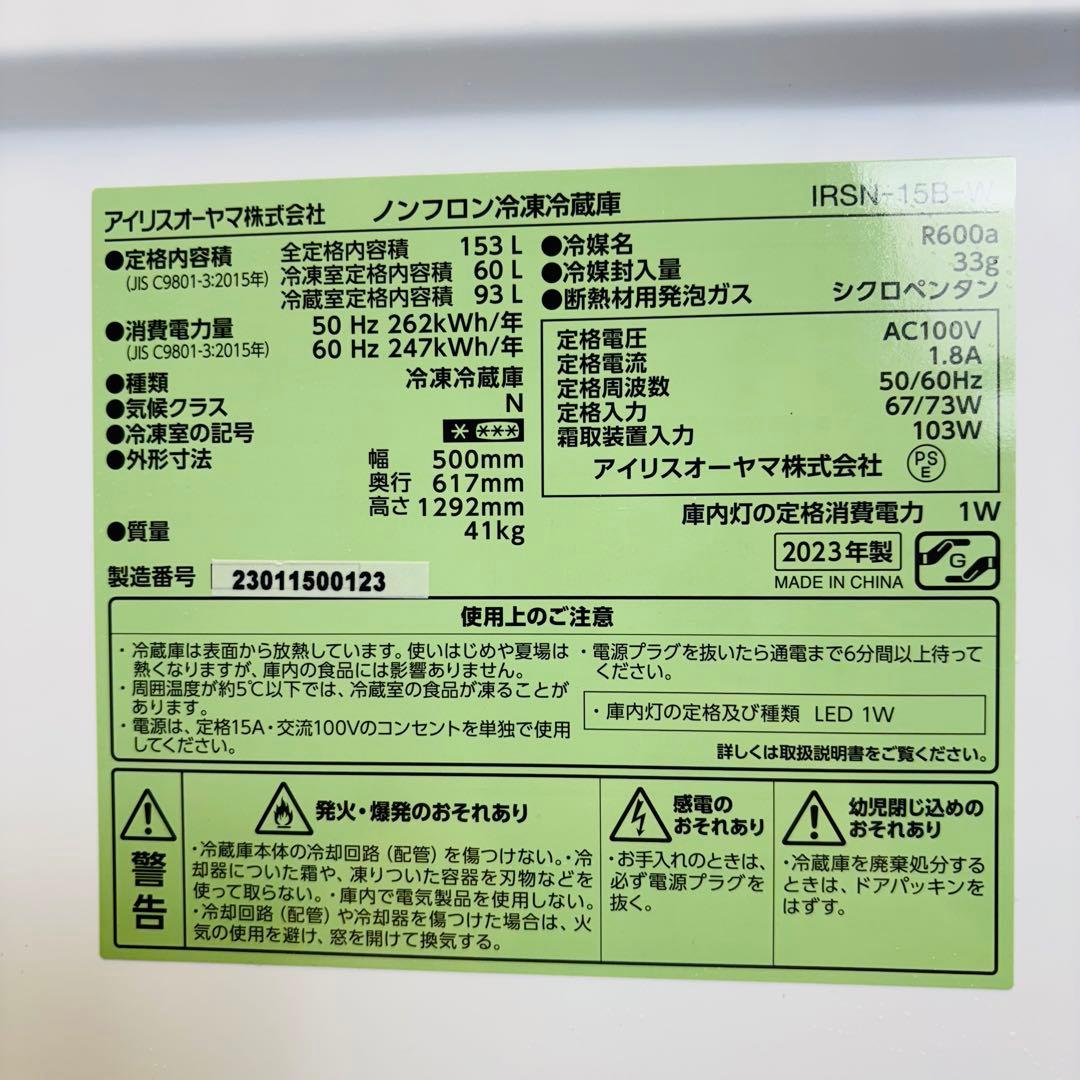 アイリスオーヤマ株式会社 ノンフロン冷凍冷蔵庫 IRSN-15B-W
●定格内容積 全定格内容積 153 L
(JIS C9801-3:2015年) 冷凍室定格内容積 60 L
冷蔵室定格内容積 93 L
●消費電力量 50 Hz 262kWh/年
(JIS C9801-3:2015年) 60 Hz 247kWh/年
●種類 冷凍冷蔵庫
●気候クラス N
●冷凍室の記号 * ***
●外形寸法 幅 500mm
奥行 617mm
高さ 1292mm
●質量 41kg
製造番号 23011500123
●冷媒名 R600a
●冷媒封入量 33g
●断熱材用発泡ガス シクロペンタン
定格電圧 AC100V
定格電流 1.8A
定格周波数 50/60Hz
定格入力 67/73W
霜取装置入力 103W
アイリスオーヤマ株式会社 PS
E
庫内灯の定格消費電力 1W
2023年製
MADE IN CHINA
G
使用上のご注意
・冷蔵庫は表面から放熱しています。使いはじめや夏場は
熱くなりますが、庫内の食品には影響ありません。
・周囲温度が約5℃以下では、冷蔵室の食品が凍ることが
あります。
・電源は、定格15A・交流100Vのコンセントを単独で使用
してください。
・電源プラグを抜いたら通電まで6分間以上待って
ください。
・庫内灯の定格及び種類 LED 1W
詳しくは取扱説明書をご覧ください。
警告
発火・爆発のおそれあり
・冷蔵庫本体の冷却回路(配管)を傷つけない。・冷
却器についた霜や、凍りついた容器を刃物などを
使って取らない。・庫内で電気製品を使用しない。
・冷却回路(配管)や冷却器を傷つけた場合は、火
気の使用を避け、窓を開けて換気する。
感電の
おそれあり
・お手入れのときは、
必ず電源プラグを
抜く。
幼児閉じ込めの
おそれあり
・冷蔵庫を廃棄処分する
ときは、ドアパッキンを
はずす。